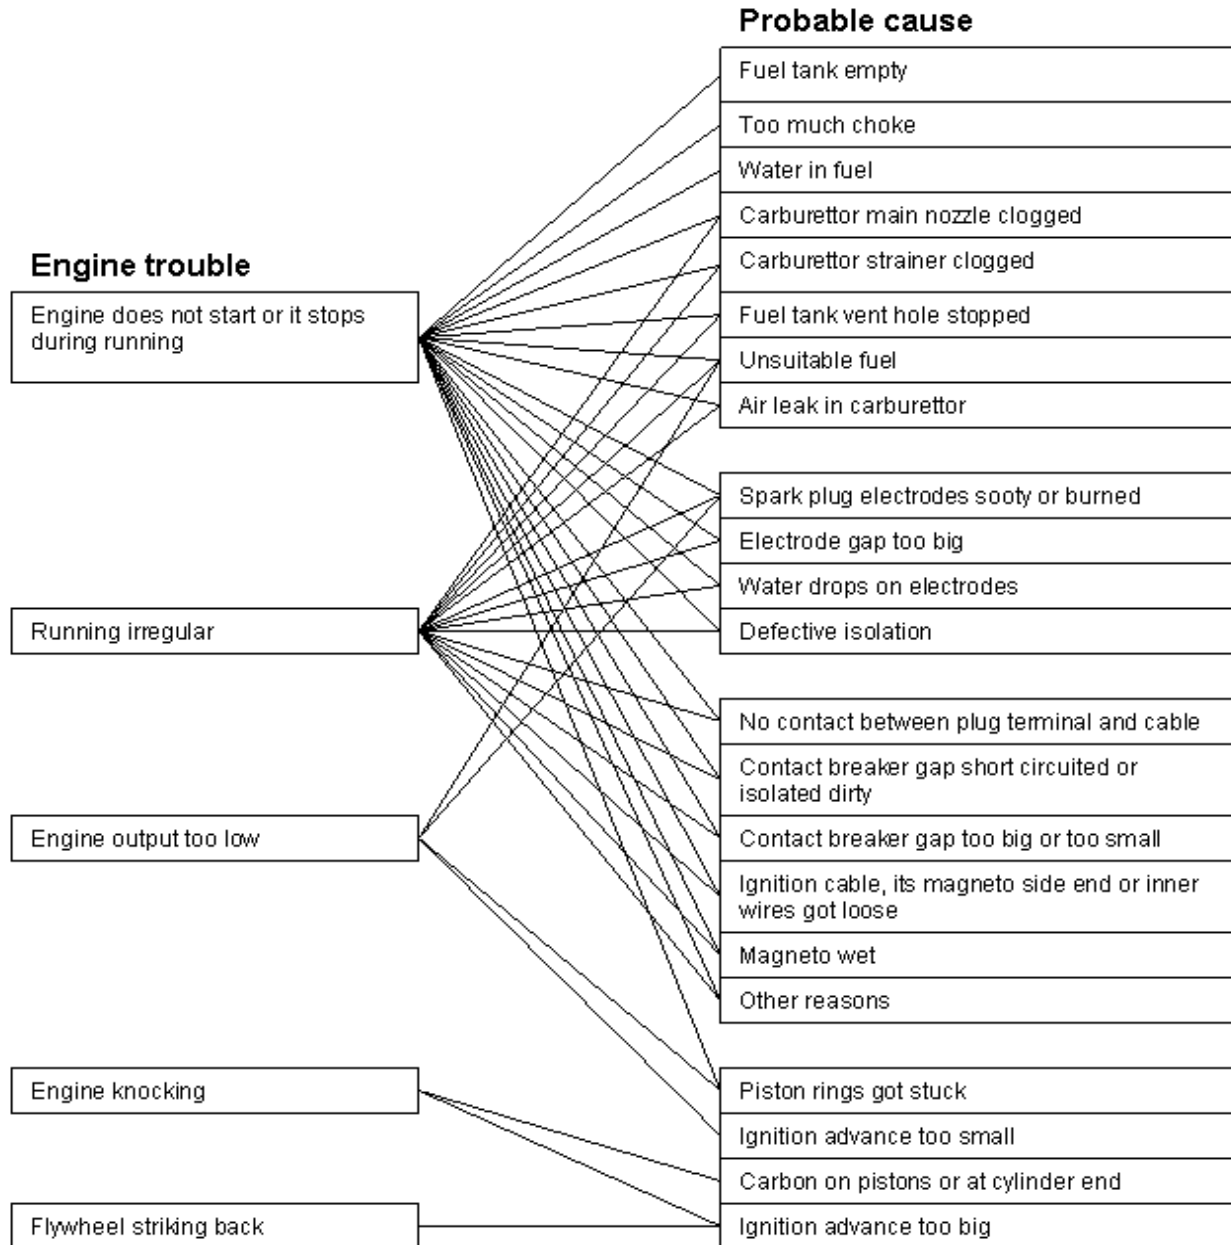 Probable cause
Fuel tank empty
Too much choke
Water in fuel
Carburettor main nozzle clogged
Carburettor strainer clogged
Fuel tank vent hole stopped
Unsuitable fuel
Air leak in carburettor
Spark plug electrodes sooty or burned
Electrode gap too big
Water drops on electrodes
Defective isolation
No contact between plug terminal and cable
Contact breaker gap short circuited or
isolated dirty
Contact breaker gap too big or too small
Ignition cable, its magneto side end or inner
wires got loose
Magneto wet
Other reasons
Piston rings got stuck
Ignition advance too small
Carbon on pistons or at cylinder end
Ignition advance too big
Engine trouble
Engine does not start or it stops
during running
Running irregular
Engine output too low
Engine knocking
Flywheel striking back